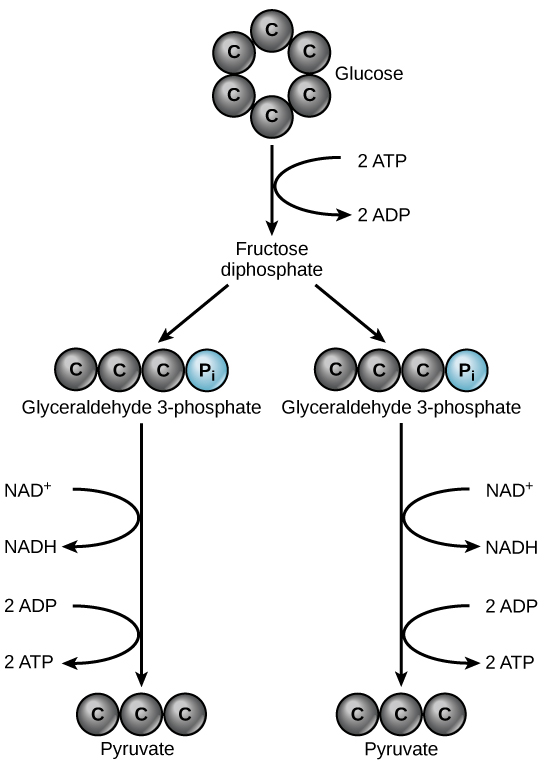 C
C C
Glucose
C C
C
2 ATP
2 ADP
Fructose
diphosphate
C C C Pi C C C Pi
Glyceraldehyde 3-phosphate Glyceraldehyde 3-phosphate
NAD+ NAD+
NADH NADH
2 ADP 2 ADP
2 ATP 2 ATP
C C C C C C
Pyruvate Pyruvate